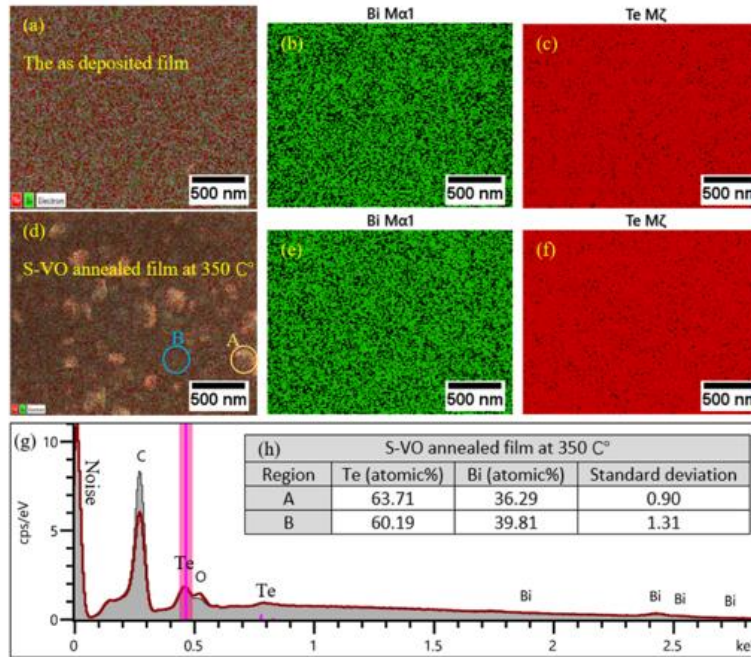 Bi Mα1
Te Mζ
(a)
The as deposited film
500 nm
Electron
(b)
500 nm
(c)
500 nm
Bi Mα1
Te Mζ
(d)
S-VO annealed film at 350 C°
B
A
500 nm
(e)
500 nm
(f)
500 nm
(g)
10
5
0
cps/eV
Noise
C
Te
O
Te
Bi
Bi
Bi
Bi
0
0.5
1.0
1.5
2.0
2.5
ke
(h)
S-VO annealed film at 350 C°
Region Te (atomic%) Bi (atomic%) Standard deviation
A 63.71 36.29 0.90
B 60.19 39.81 1.31